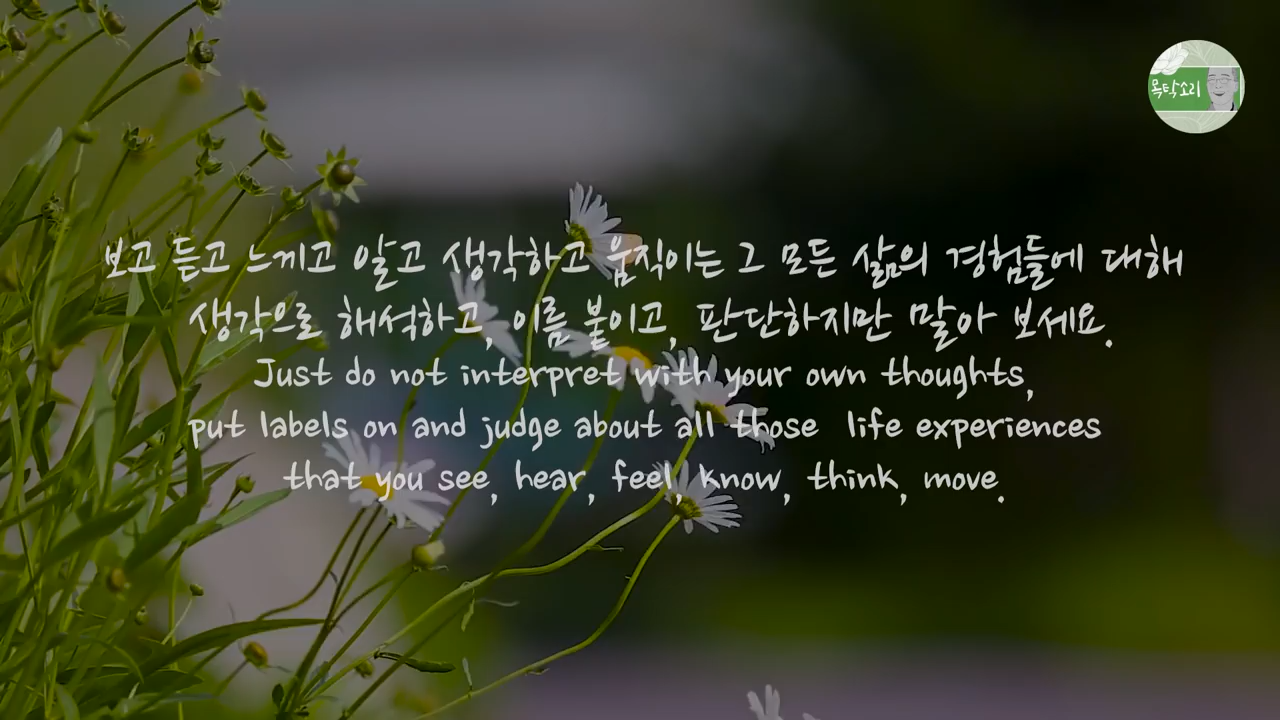 목탁소리
보고 듣고 느끼고 알고 생각하고 움직이는 그 모든 삶의 경험들에 대해
생각으로 해석하고, 이름 붙이고, 판단하지만 말아 보세요.
Just do not interpret with your own thoughts,
put labels on and judge about all those life experiences
that you see, hear, feel, know, think, move.